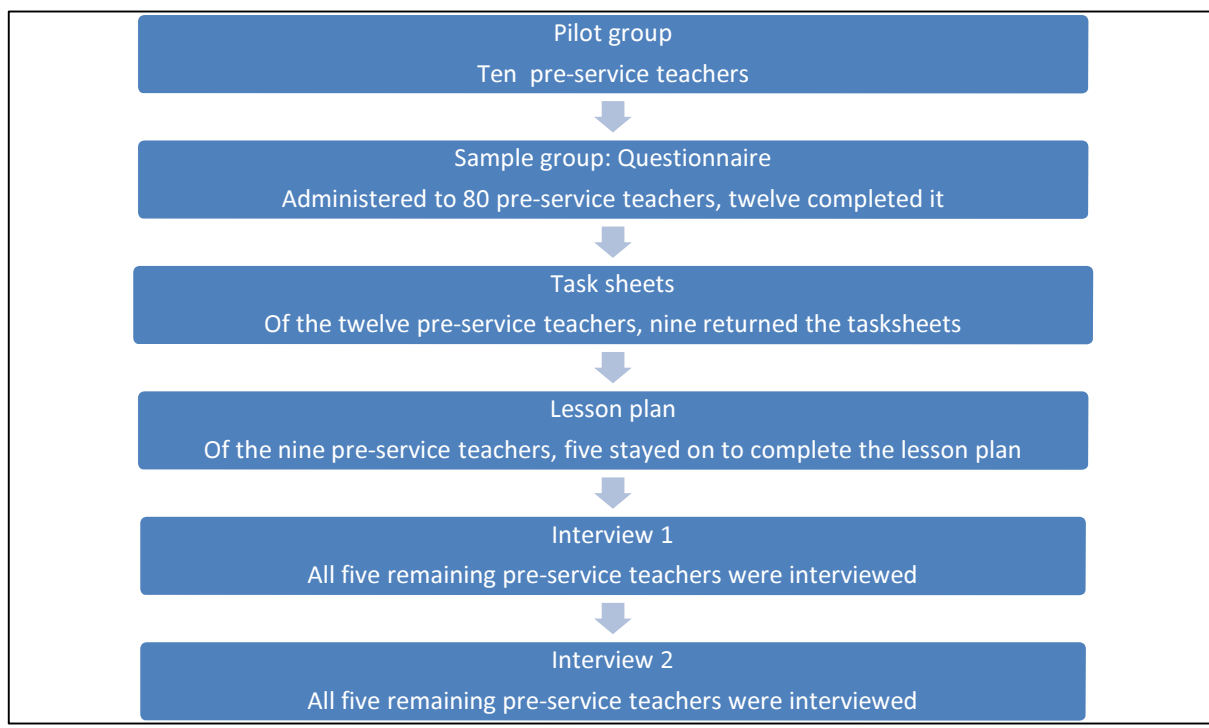 Pilot group
Ten  pre-service teachers
Sample group: Questionnaire
Administered to 80 pre-service teachers, twelve completed it
Task sheets
Of the twelve pre-service teachers, nine returned the tasksheets
Lesson plan
Of the nine pre-service teachers, five stayed on to complete the lesson plan
Interview 1
All five remaining pre-service teachers were interviewed
Interview 2
All five remaining pre-service teachers were interviewed